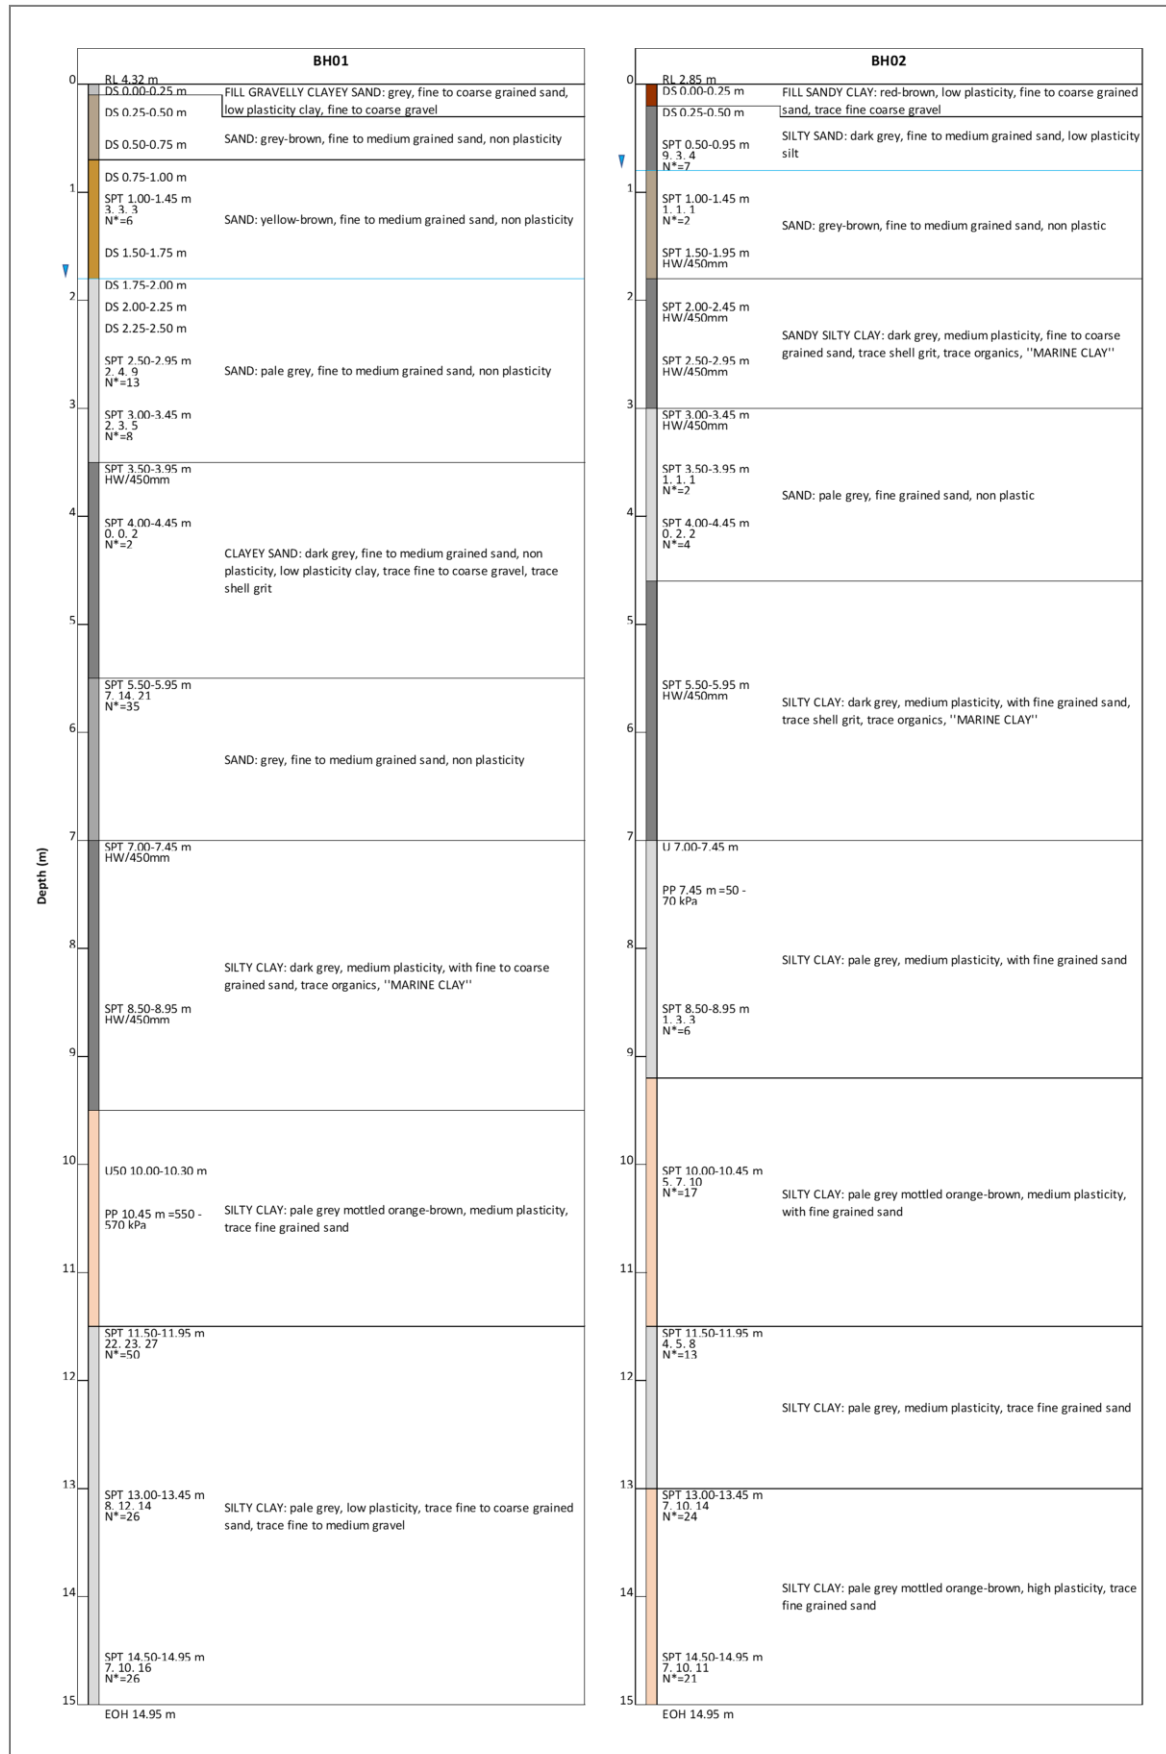 BH01
RL 4.32 m
0
DS 0.00-0.25 m
FILL GRAVELLY CLAYEY SAND: grey, fine to coarse grained sand,
low plasticity clay, fine to coarse gravel
DS 0.25-0.50 m
SAND: grey-brown, fine to medium grained sand, non plasticity
DS 0.50-0.75 m
DS 0.75-1.00 m
1
SPT 1.00-1.45 m
3. 3. 3
N*=6
SAND: yellow-brown, fine to medium grained sand, non plasticity
DS 1.50-1.75 m
DS 1.75-2.00 m
2
DS 2.00-2.25 m
DS 2.25-2.50 m
SPT 2.50-2.95 m
2. 4. 9
N*=13
SAND: pale grey, fine to medium grained sand, non plasticity
3
SPT 3.00-3.45 m
2. 3. 5
N*=8
SPT 3.50-3.95 m
HW/450mm
4
SPT 4.00-4.45 m
0. 0. 2
N*=2
CLAYEY SAND: dark grey, fine to medium grained sand, non
plasticity, low plasticity clay, trace fine to coarse gravel, trace
shell grit
5
SPT 5.50-5.95 m
7. 14. 21
N*=35
6
SAND: grey, fine to medium grained sand, non plasticity
7
SPT 7.00-7.45 m
HW/450mm
Depth (m)
8
SILTY CLAY: dark grey, medium plasticity, with fine to coarse
grained sand, trace organics, ''MARINE CLAY''
SPT 8.50-8.95 m
HW/450mm
9
10
U50 10.00-10.30 m
PP 10.45 m =550 -
570 kPa
SILTY CLAY: pale grey mottled orange-brown, medium plasticity,
trace fine grained sand
11
SPT 11.50-11.95 m
22. 23. 27
N*=50
12
13
SPT 13.00-13.45 m
8. 12. 14
N*=26
SILTY CLAY: pale grey, low plasticity, trace fine to coarse grained
sand, trace fine to medium gravel
14
SPT 14.50-14.95 m
7. 10. 16
N*=26
15
EOH 14.95 m
BH02
RL 2.85 m
0
DS 0.00-0.25 m
FILL SANDY CLAY: red-brown, low plasticity, fine to coarse grained
sand, trace fine coarse gravel
DS 0.25-0.50 m
SILTY SAND: dark grey, fine to medium grained sand, low plasticity
silt
SPT 0.50-0.95 m
9. 3. 4
N*=7
1
SPT 1.00-1.45 m
1. 1. 1
N*=2
SAND: grey-brown, fine to medium grained sand, non plastic
SPT 1.50-1.95 m
HW/450mm
2
SPT 2.00-2.45 m
HW/450mm
SANDY SILTY CLAY: dark grey, medium plasticity, fine to coarse
grained sand, trace shell grit, trace organics, ''MARINE CLAY''
SPT 2.50-2.95 m
HW/450mm
3
SPT 3.00-3.45 m
HW/450mm
SPT 3.50-3.95 m
1. 1. 1
N*=2
SAND: pale grey, fine grained sand, non plastic
4
SPT 4.00-4.45 m
0. 2. 2
N*=4
5
SPT 5.50-5.95 m
HW/450mm
SILTY CLAY: dark grey, medium plasticity, with fine grained sand,
trace shell grit, trace organics, ''MARINE CLAY''
6
7
U 7.00-7.45 m
PP 7.45 m =50 -
70 kPa
8
SILTY CLAY: pale grey, medium plasticity, with fine grained sand
SPT 8.50-8.95 m
1. 3. 3
N*=6
9
10
SPT 10.00-10.45 m
5. 7. 10
N*=17
SILTY CLAY: pale grey mottled orange-brown, medium plasticity,
with fine grained sand
11
SPT 11.50-11.95 m
4. 5. 8
N*=13
12
SILTY CLAY: pale grey, medium plasticity, trace fine grained sand
13
SPT 13.00-13.45 m
7. 10. 14
N*=24
14
SILTY CLAY: pale grey mottled orange-brown, high plasticity, trace
fine grained sand
SPT 14.50-14.95 m
7. 10. 11
N*=21
15
EOH 14.95 m